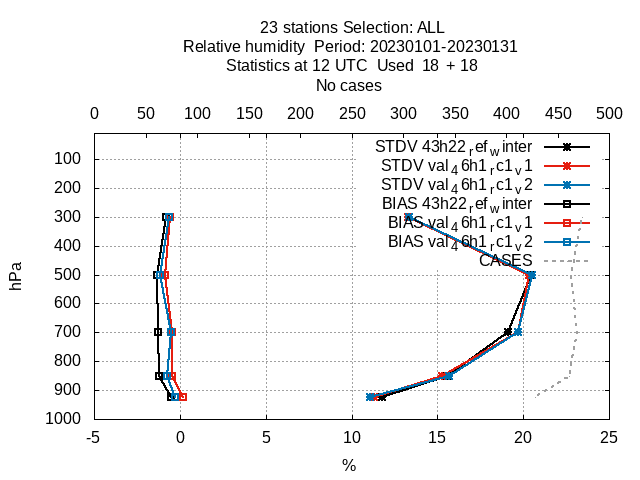 23 stations Selection: ALL
Relative humidity  Period: 20230101-20230131
Statistics at 12 UTC  Used  18  + 18
No cases
0 50 100 150 200 250 300 350 400 450 500
STDV 43h22_ref_winter
STDV val_46h1_rc1_v1
STDV val_46h1_rc1_v2
BIAS 43h22_ref_winter
BIAS val_46h1_rc1_v1
BIAS val_46h1_rc1_v2
CASES
100
200
300
400
500
600
700
800
900
1000
hPa
-5 0 5 10 15 20 25
%